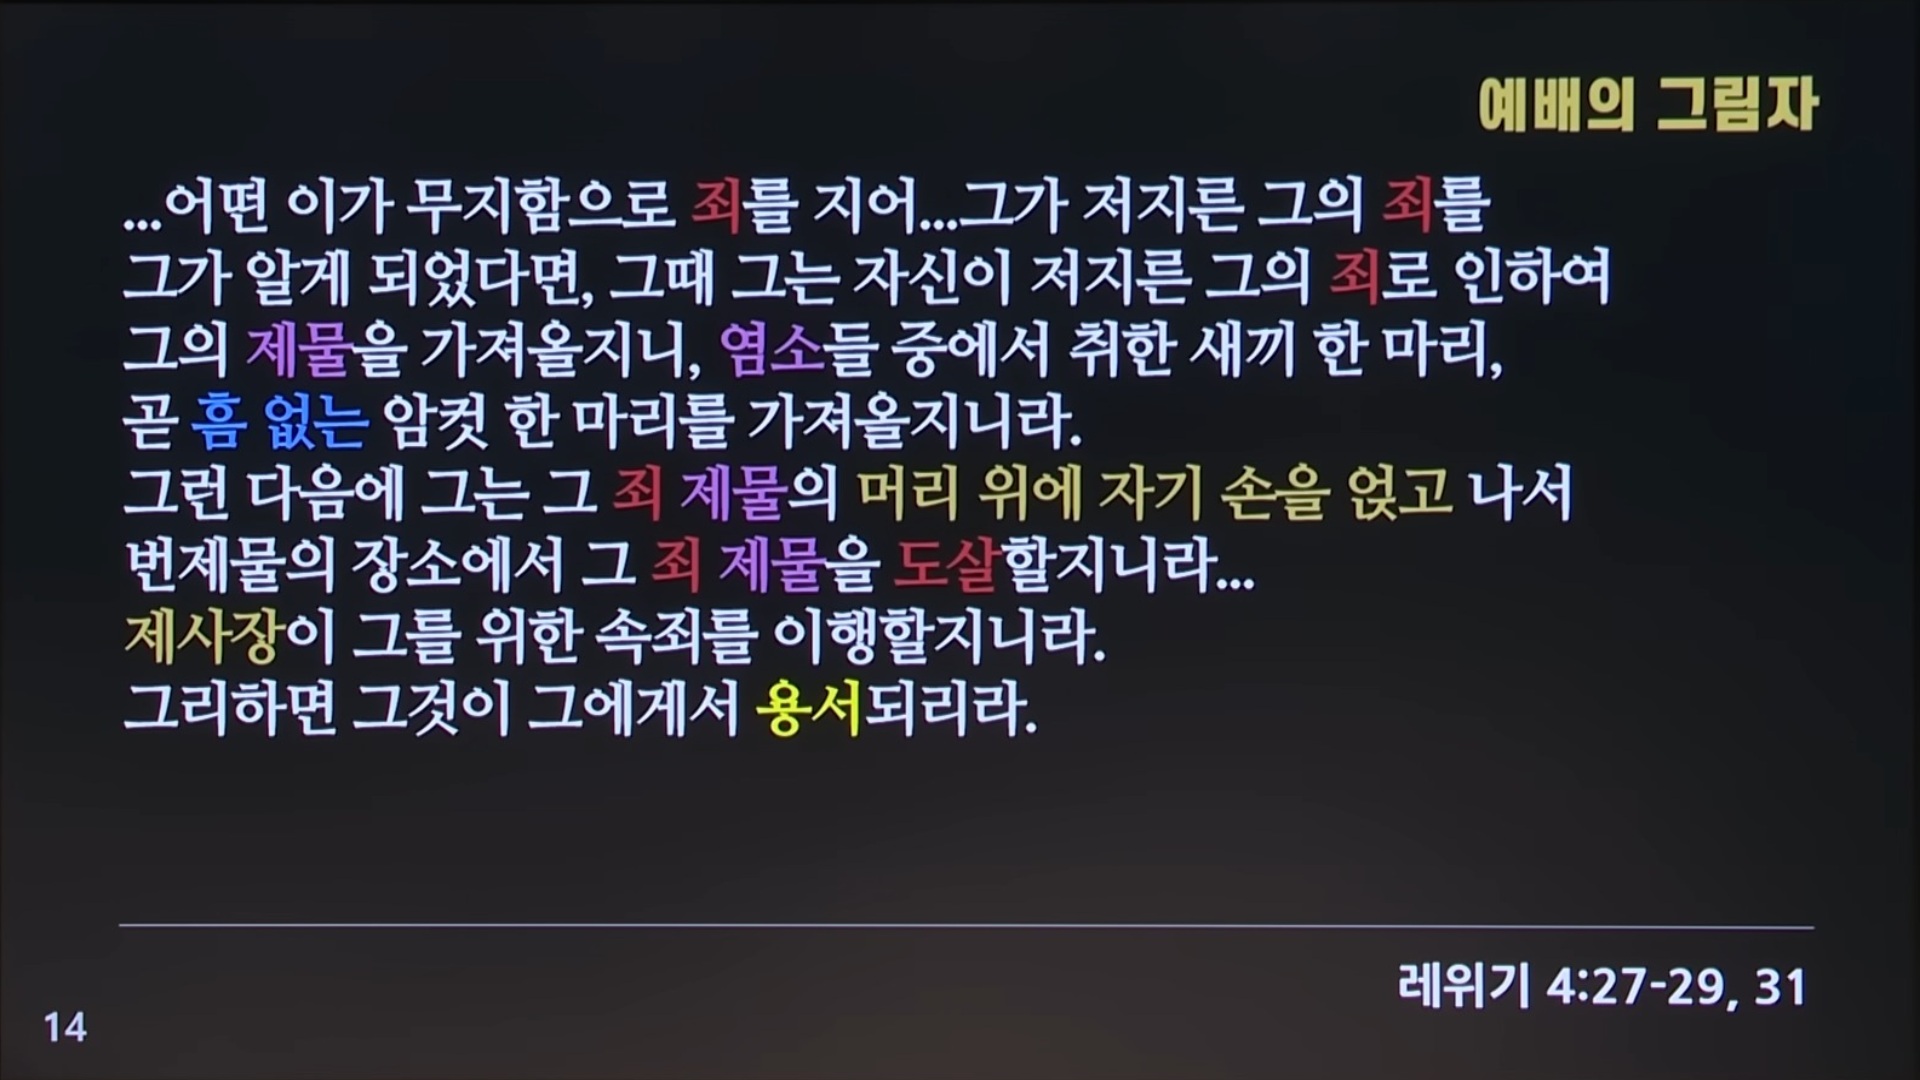 예배의 그림자
...어떤 이가 무지함으로 죄를 지어...그가 저지른 그의 죄를
그가 알게 되었다면, 그때 그는 자신이 저지른 그의 죄로 인하여
그의 제물을 가져올지니, 염소들 중에서 취한 새끼 한 마리,
곧 흠 없는 암컷 한 마리를 가져올지니라.
그런 다음에 그는 그 죄 제물의 머리 위에 자기 손을 얹고 나서
번제물의 장소에서 그 죄 제물을 도살할지니라...
제사장이 그를 위한 속죄를 이행할지니라.
그리하면 그것이 그에게서 용서되리라.
레위기 4:27-29, 31
14